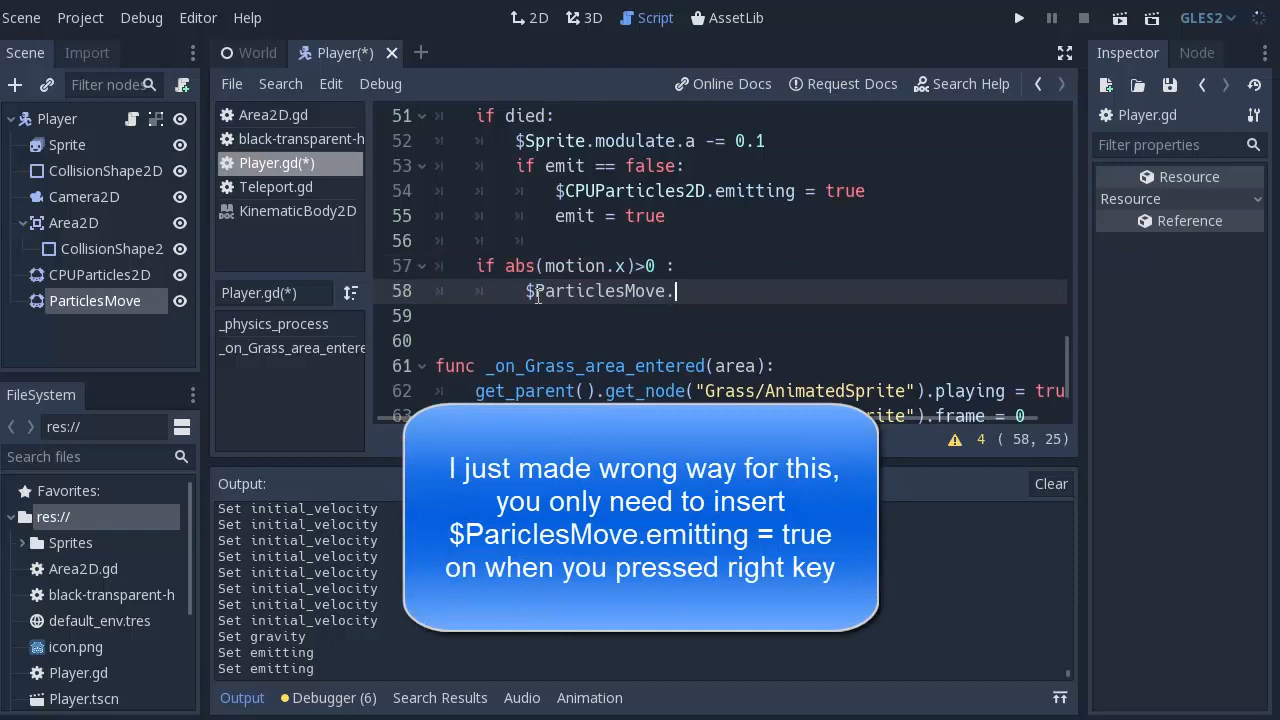 Scene Project Debug Editor Help
2D 3D Script AssetLib
GLES2
Scene Import
Filter nodes
Player
Sprite
CollisionShape2D
Camera2D
Area2D
CollisionShape2
CPUParticles2D
ParticlesMove
FileSystem
res://
Search files
Favorites:
res://
Sprites
Area2D.gd
black-transparent-h
default_env.tres
icon.png
Player.gd
Player.tscn
World Player(*)
File Search Edit Debug
Online Docs Request Docs Search Help
Area2D.gd
black-transparent-h
Player.gd(*)
Teleport.gd
KinematicBody2D
Player.gd(*)
_physics_process
_on_Grass_area_entere
51 if died:
52 $Sprite.modulate.a -= 0.1
53 if emit == false:
54 $CPUParticles2D.emitting = true
55 emit = true
56
57 if abs(motion.x)>0 :
58 $ParticlesMove.
59
60
61 func _on_Grass_area_entered(area):
62 get_parent().get_node("Grass/AnimatedSprite").playing = tru
63 rite").frame = 0
4 ( 58, 25)
I just made wrong way for this,
you only need to insert
$PariclesMove.emitting = true
on when you pressed right key
Output:
Clear
Set initial_velocity
Set initial_velocity
Set initial_velocity
Set initial_velocity
Set initial_velocity
Set initial_velocity
Set initial_velocity
Set initial_velocity
Set gravity
Set emitting
Set emitting
Output Debugger (6) Search Results Audio Animation
Inspector Node
Player.gd
Filter properties
Resource
Resource
Reference